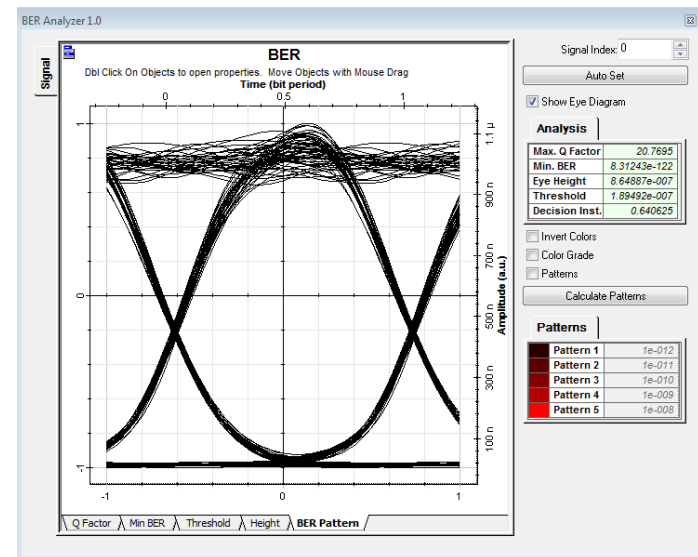 BER Analyzer 1.0
Signal
BER
Dbl Click On Objects to open properties. Move Objects with Mouse Drag
Time (bit period)
0 0.5 1
1
0
-1
-1 0 1
1.1 µ
900 n
700 n
500 n
300 n
100 n
Amplitude (a.u.)
Q Factor Min BER Threshold Height BER Pattern
Signal Index: 0
Auto Set
Show Eye Diagram
Analysis
Max. Q Factor 20.7695
Min. BER 8.31243e-122
Eye Height 8.64887e-007
Threshold 1.89492e-007
Decision Inst. 0.640625
Invert Colors
Color Grade
Patterns
Calculate Patterns
Patterns
Pattern 1 1e-012
Pattern 2 1e-011
Pattern 3 1e-010
Pattern 4 1e-009
Pattern 5 1e-008